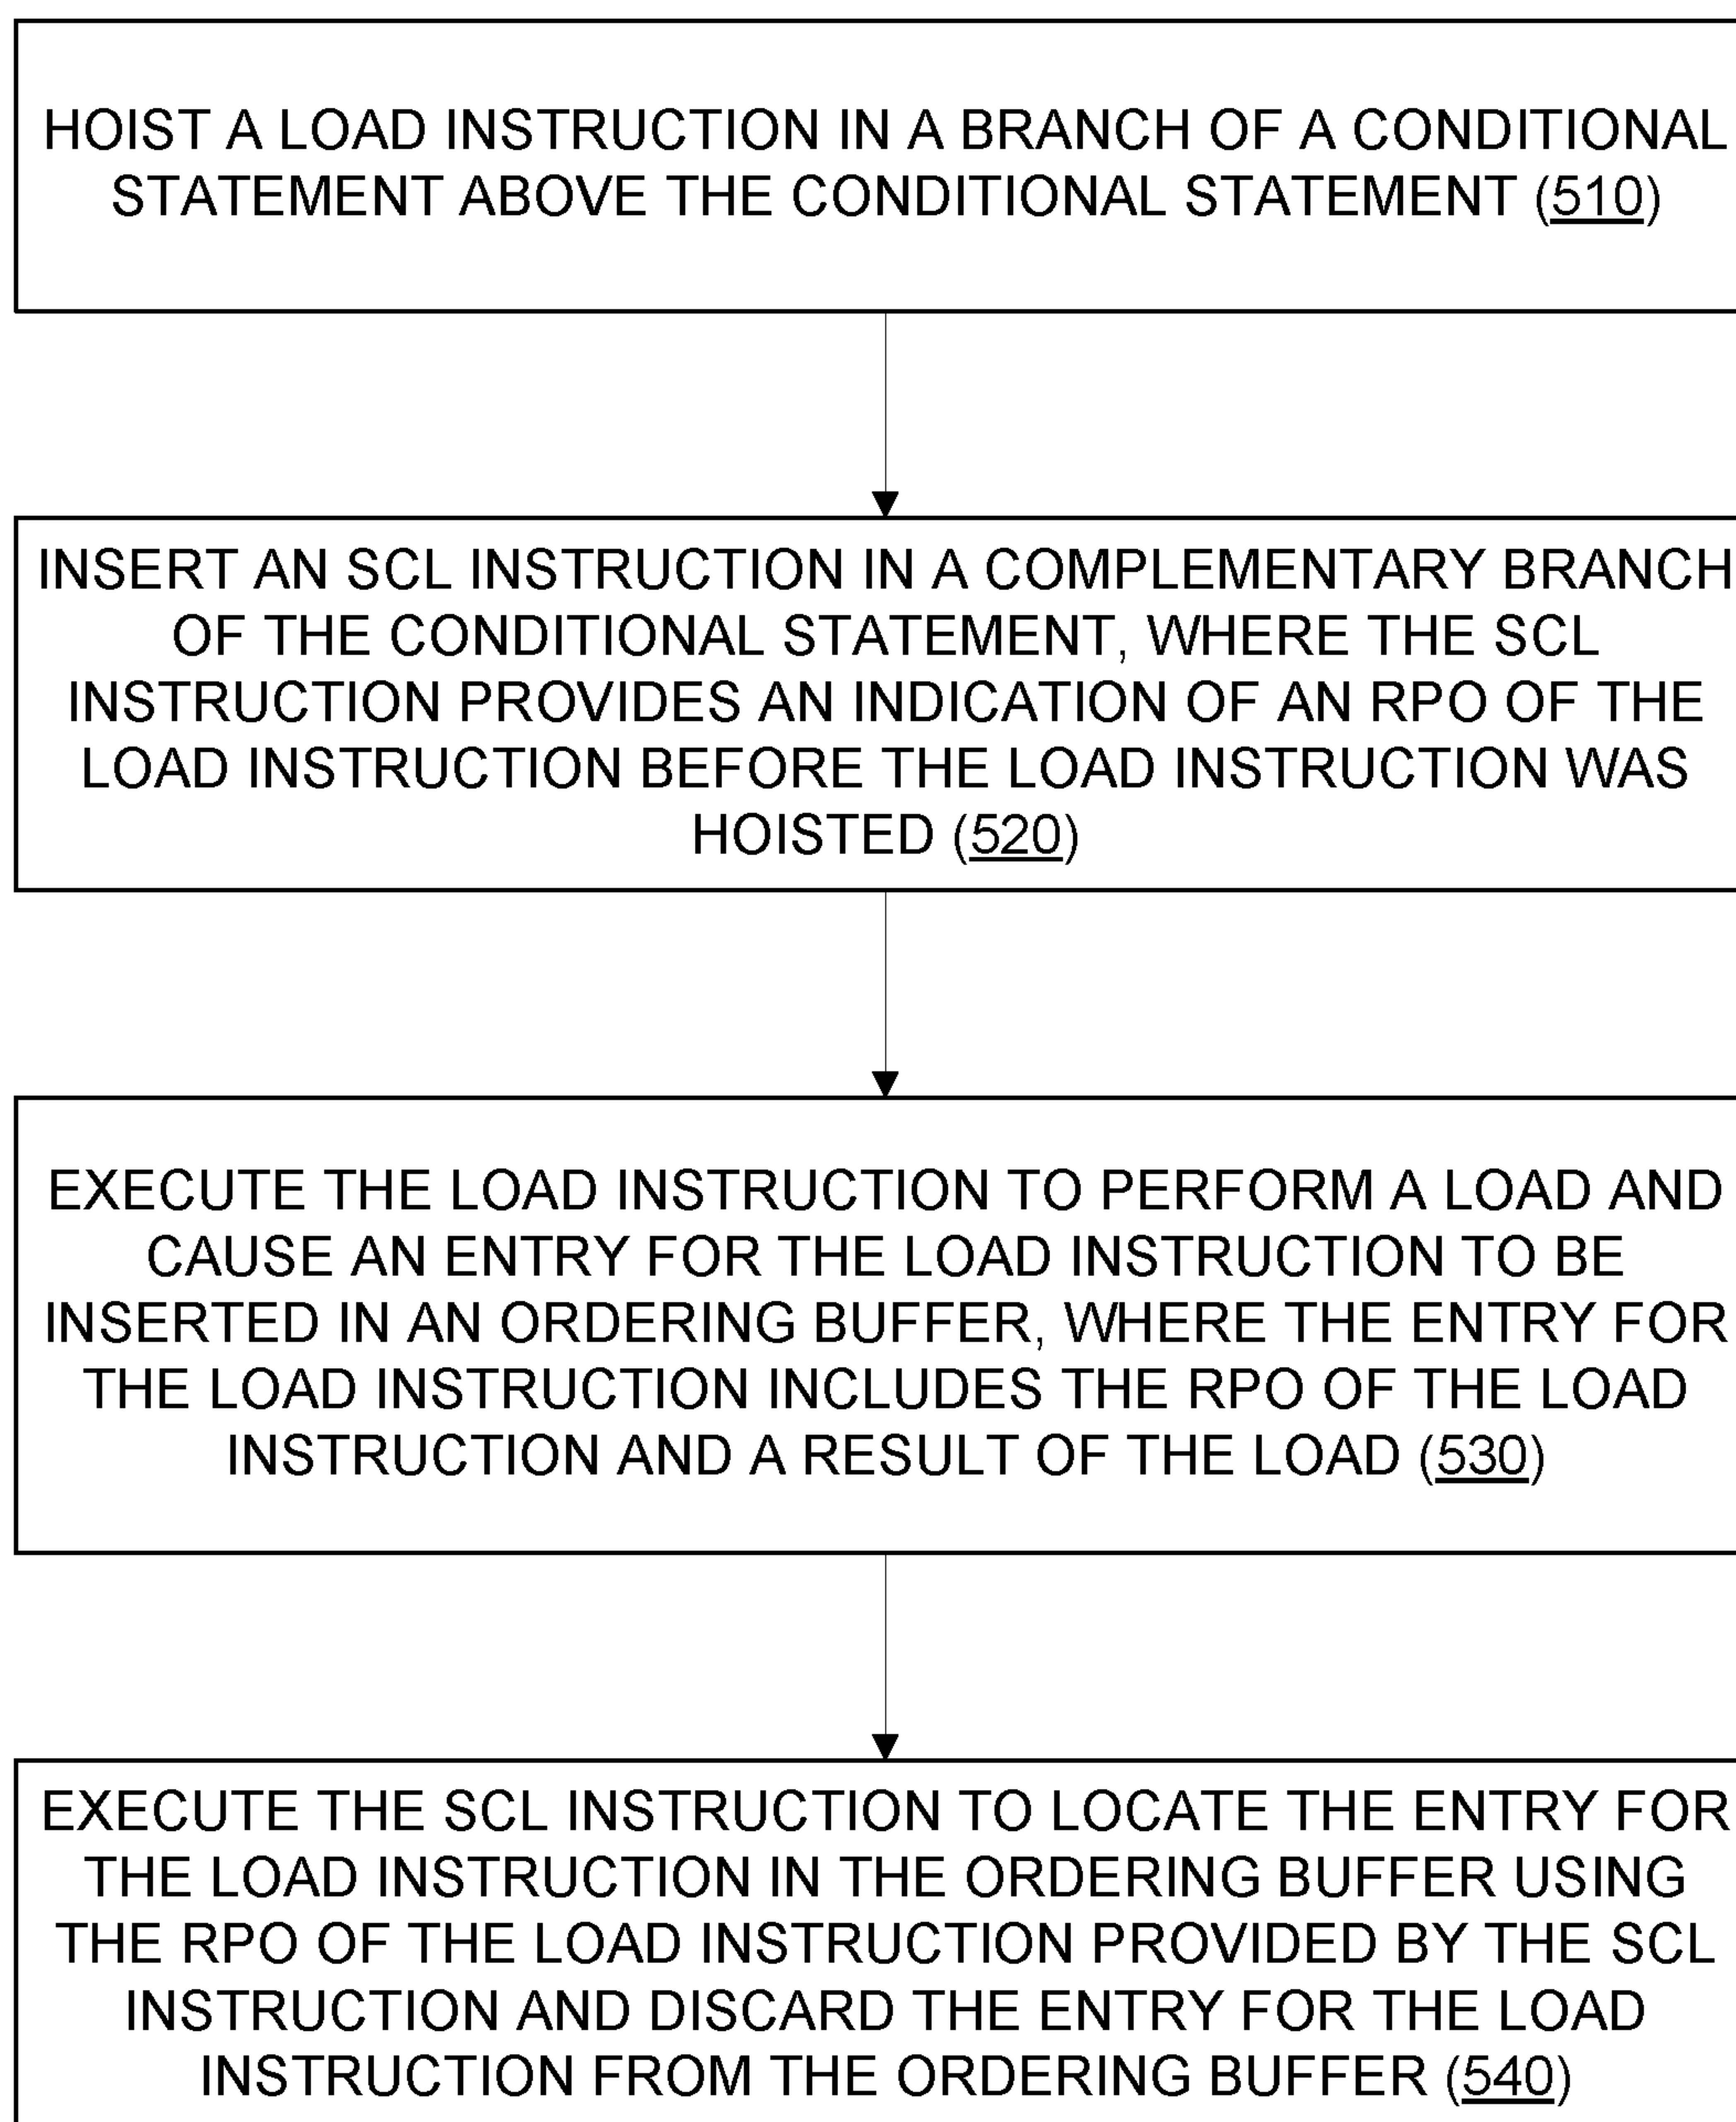 HOIST A LOAD INSTRUCTION IN A BRANCH OF A CONDITIONAL
STATEMENT ABOVE THE CONDITIONAL STATEMENT (510)
INSERT AN SCL INSTRUCTION IN A COMPLEMENTARY BRANCH
OF THE CONDITIONAL STATEMENT, WHERE THE SCL
INSTRUCTION PROVIDES AN INDICATION OF AN RPO OF THE
LOAD INSTRUCTION BEFORE THE LOAD INSTRUCTION WAS
HOISTED (520)
EXECUTE THE LOAD INSTRUCTION TO PERFORM A LOAD AND
CAUSE AN ENTRY FOR THE LOAD INSTRUCTION TO BE
INSERTED IN AN ORDERING BUFFER, WHERE THE ENTRY FOR
THE LOAD INSTRUCTION INCLUDES THE RPO OF THE LOAD
INSTRUCTION AND A RESULT OF THE LOAD (530)
EXECUTE THE SCL INSTRUCTION TO LOCATE THE ENTRY FOR
THE LOAD INSTRUCTION IN THE ORDERING BUFFER USING
THE RPO OF THE LOAD INSTRUCTION PROVIDED BY THE SCL
INSTRUCTION AND DISCARD THE ENTRY FOR THE LOAD
INSTRUCTION FROM THE ORDERING BUFFER (540)